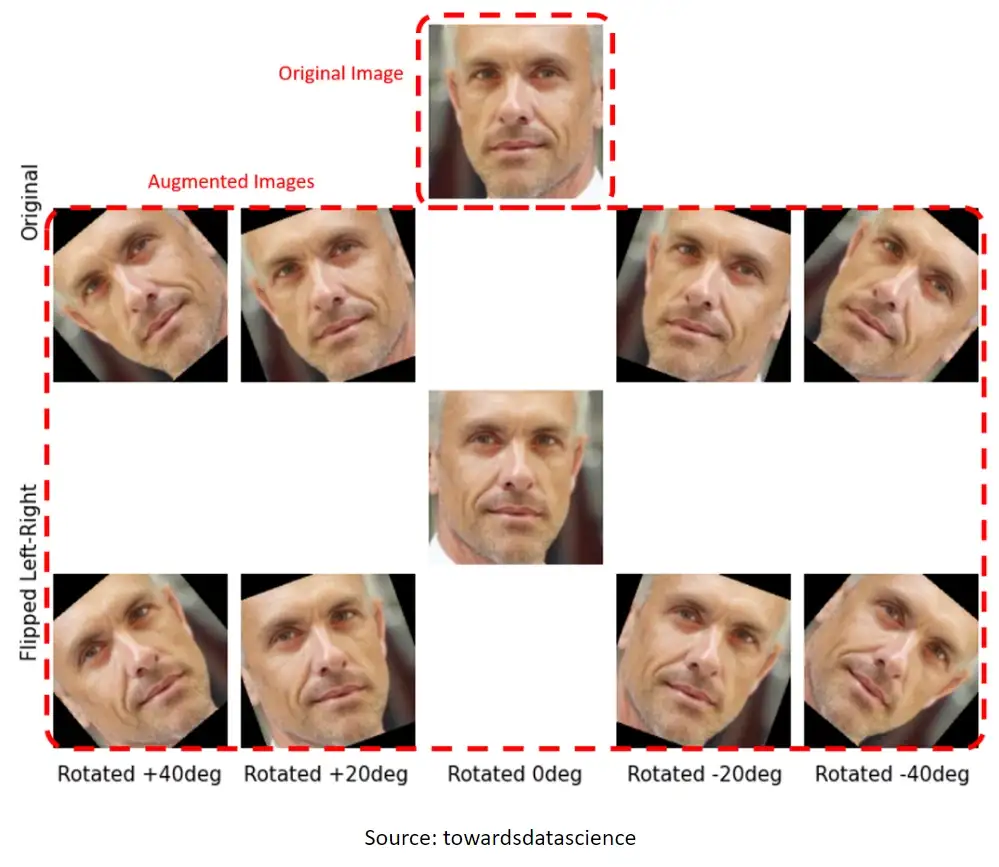 Original Image
Augmented Images
Original
Flipped Left-Right
Rotated +40deg
Rotated +20deg
Rotated 0deg
Rotated -20deg
Rotated -40deg
Source: towardsdatascience